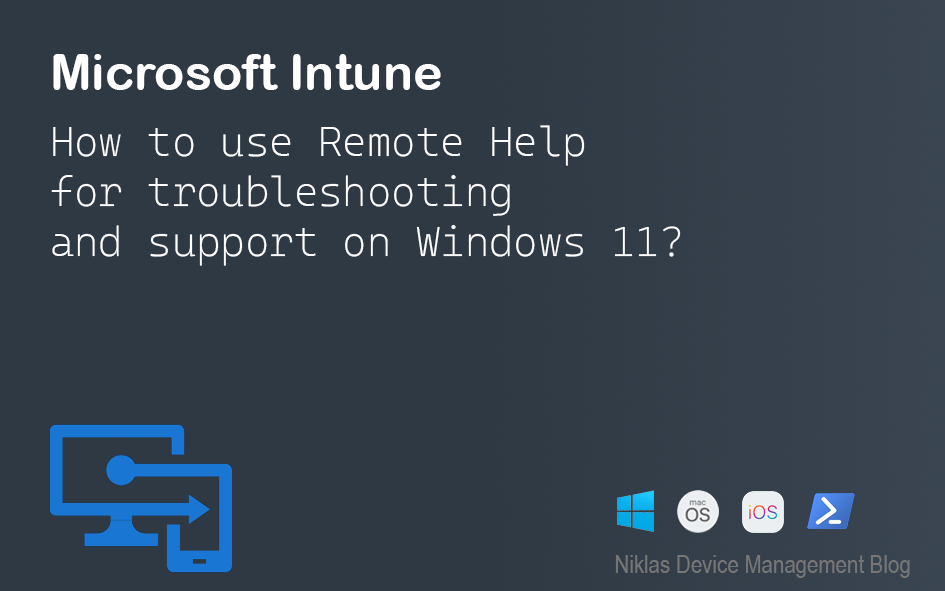 Microsoft Intune
How to use Remote Help
for troubleshooting
and support on Windows 11?
mac
OS
iOS
Niklas Device Management Blog